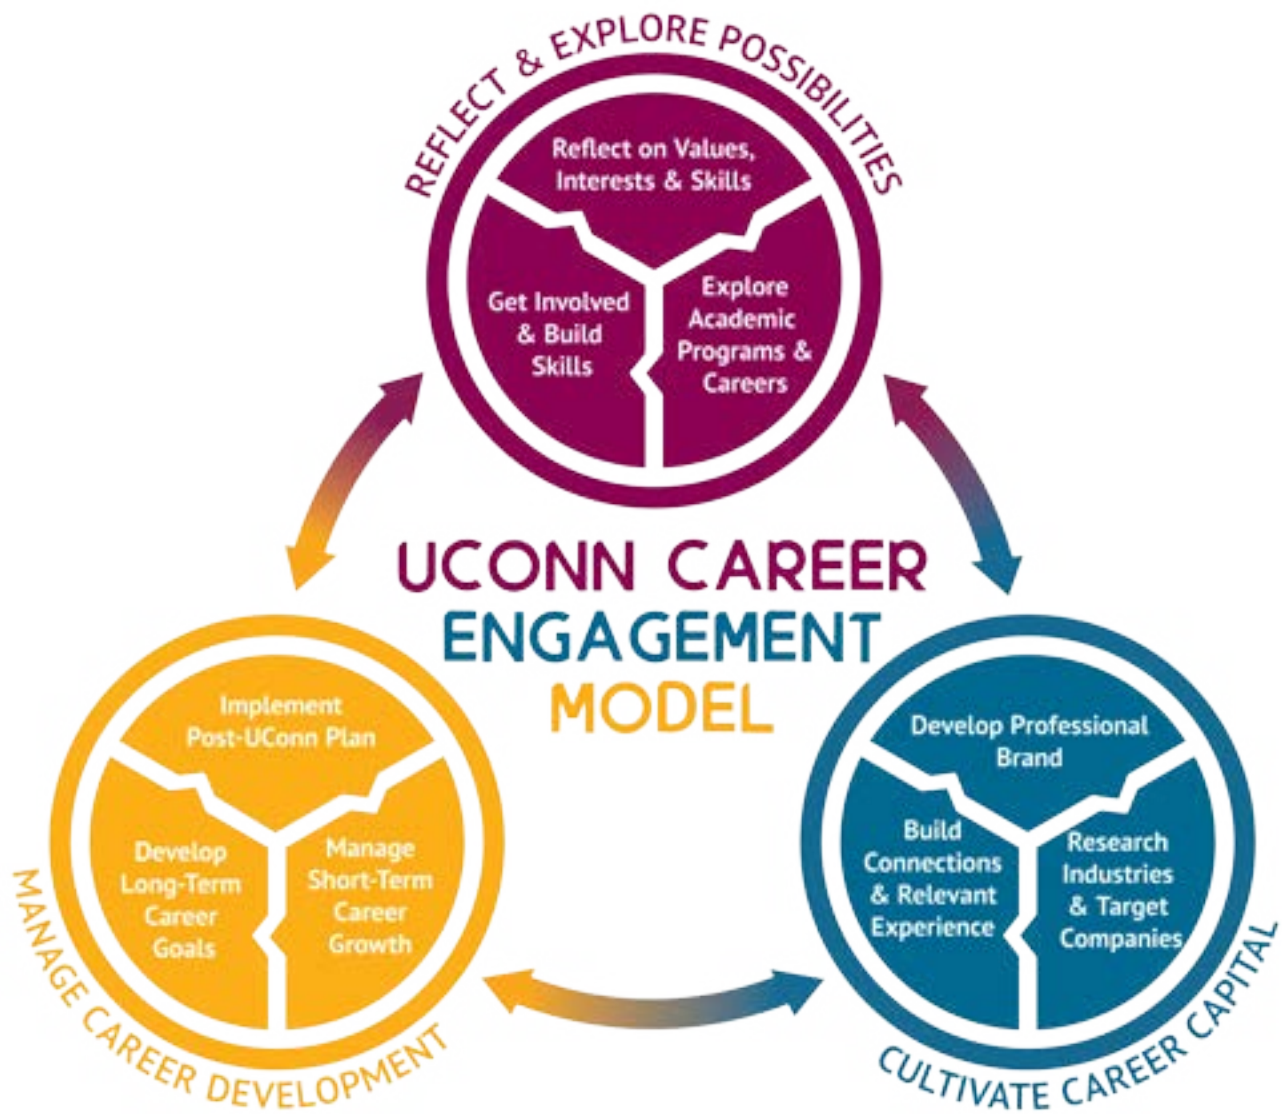 REFLECT & EXPLORE POSSIBILITIES
Reflect on Values,
Interests & Skills
Get Involved
& Build
Skills
Explore
Academic
Programs &
Careers
UCONN CAREER
ENGAGEMENT
MODEL
Implement
Post-UConn Plan
Develop
Long-Term
Career
Goals
Manage
Short-Term
Career
Growth
MANAGE CAREER DEVELOPMENT
Develop Professional
Brand
Build
Connections
& Relevant
Experience
Research
Industries
& Target
Companies
CULTIVATE CAREER CAPITAL